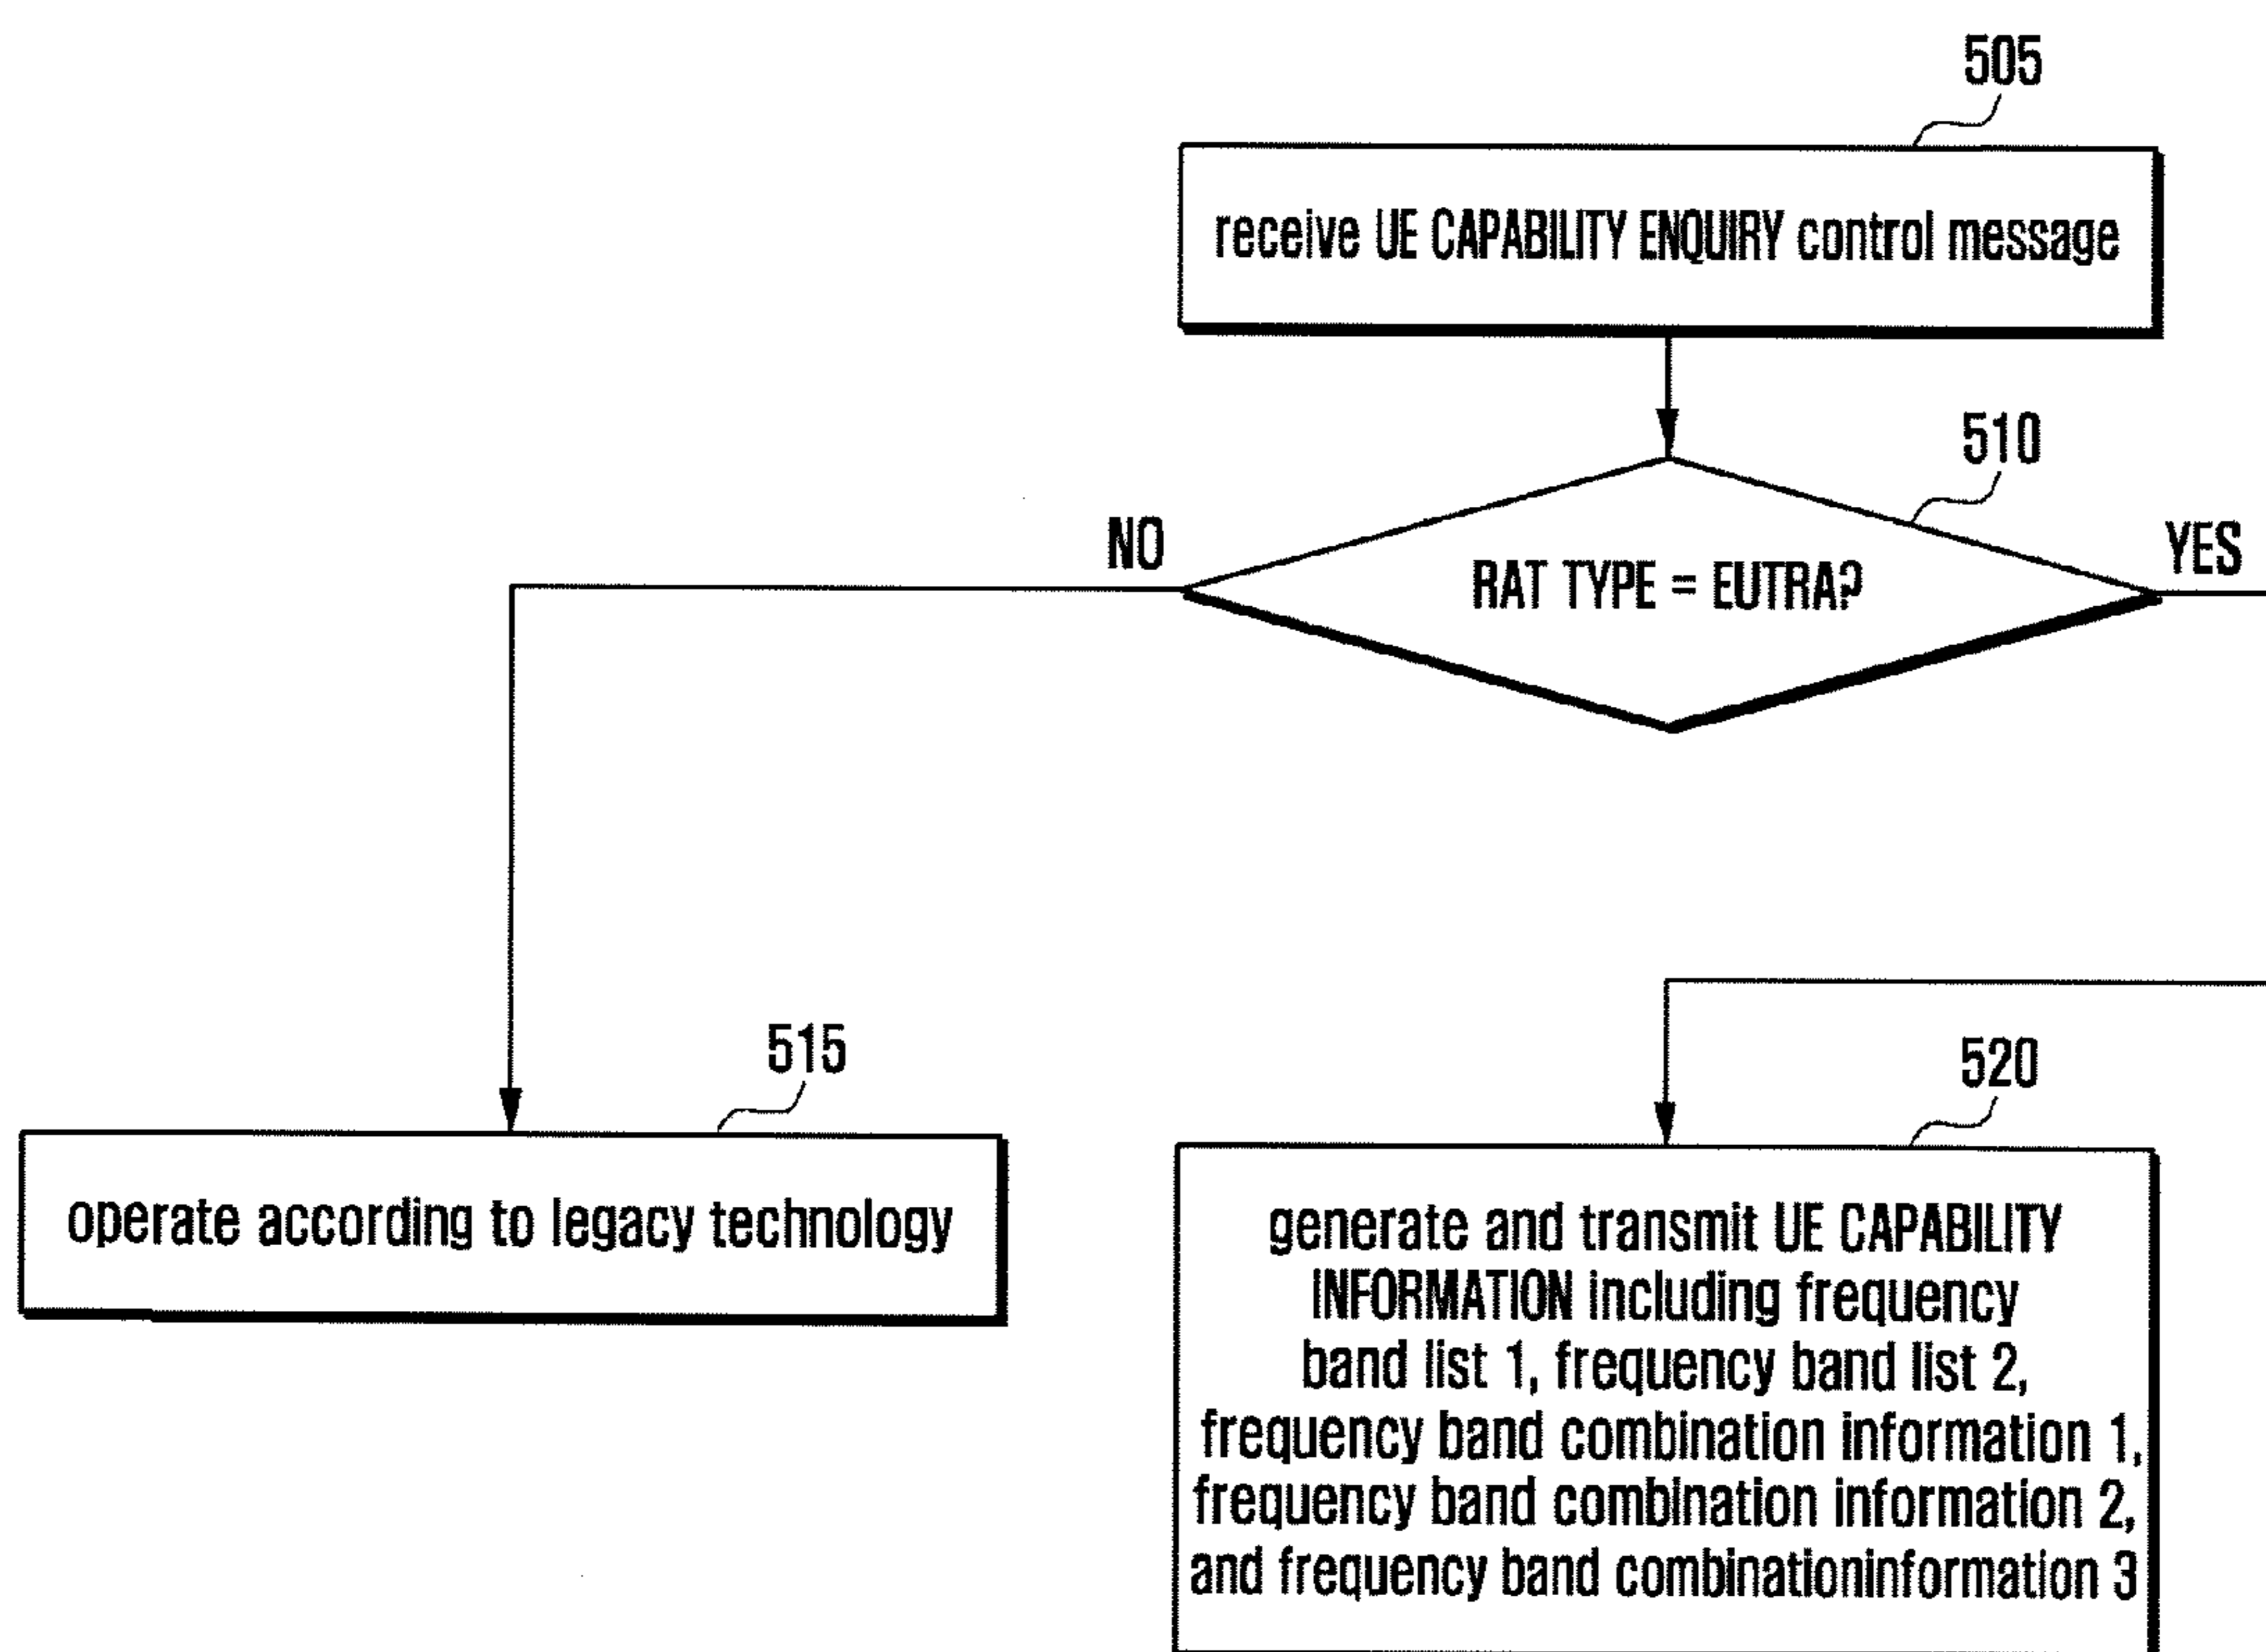 505
receive UE CAPABILITY ENQUIRY control message
510
NO
YES
RAT TYPE = EUTRA?
515
operate according to legacy technology
520
generate and transmit UE CAPABILITY
INFORMATION including frequency
band list 1, frequency band list 2,
frequency band combination information 1,
frequency band combination information 2,
and frequency band combinationinformation 3